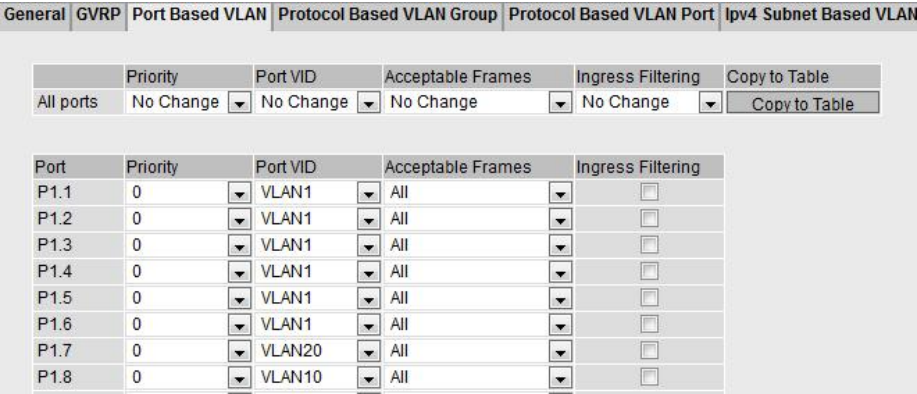 General GVRP Port Based VLAN Protocol Based VLAN Group Protocol Based VLAN Port Ipv4 Subnet Based VLAN
Priority Port VID Acceptable Frames Ingress Filtering Copy to Table
All ports No Change No Change No Change No Change Copy to Table
Port Priority Port VID Acceptable Frames Ingress Filtering
P1.1 0 VLAN1 All
P1.2 0 VLAN1 All
P1.3 0 VLAN1 All
P1.4 0 VLAN1 All
P1.5 0 VLAN1 All
P1.6 0 VLAN1 All
P1.7 0 VLAN20 All
P1.8 0 VLAN10 All